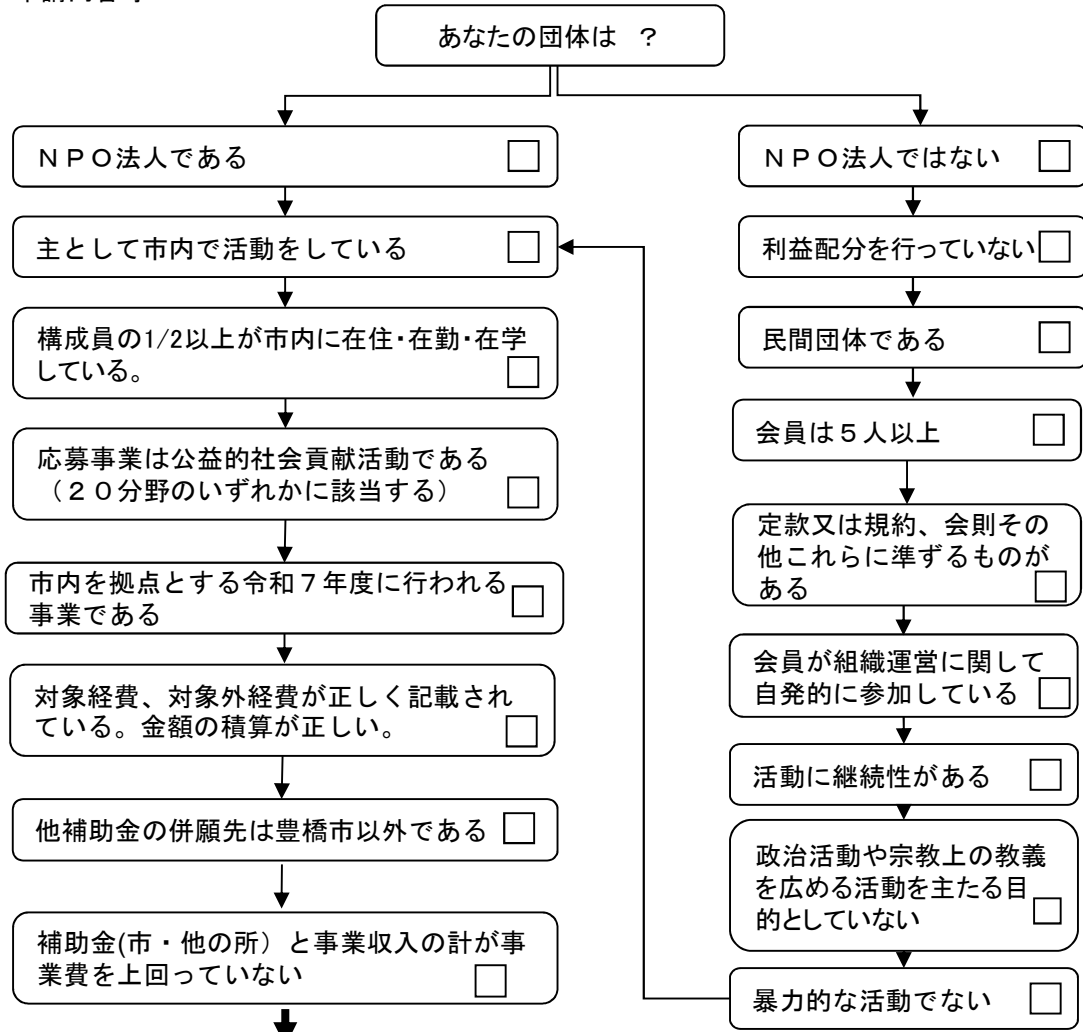 あなたの団体は　？
ＮＰＯ法人である
主として市内で活動をしている
構成員の1/2以上が市内に在住・在勤・在学
している。
応募事業は公益的社会貢献活動である
（２０分野のいずれかに該当する）
市内を拠点とする令和７年度に行われる
事業である
対象経費、対象外経費が正しく記載され
ている。金額の積算が正しい。
他補助金の併願先は豊橋市以外である
補助金(市・他の所）と事業収入の計が事
業費を上回っていない
ＮＰＯ法人ではない
利益配分を行っていない
民間団体である
会員は５人以上
定款又は規約、会則その
他これらに準ずるものが
ある
会員が組織運営に関して
自発的に参加している
活動に継続性がある
政治活動や宗教上の教義
を広める活動を主たる目
的としていない
暴力的な活動でない